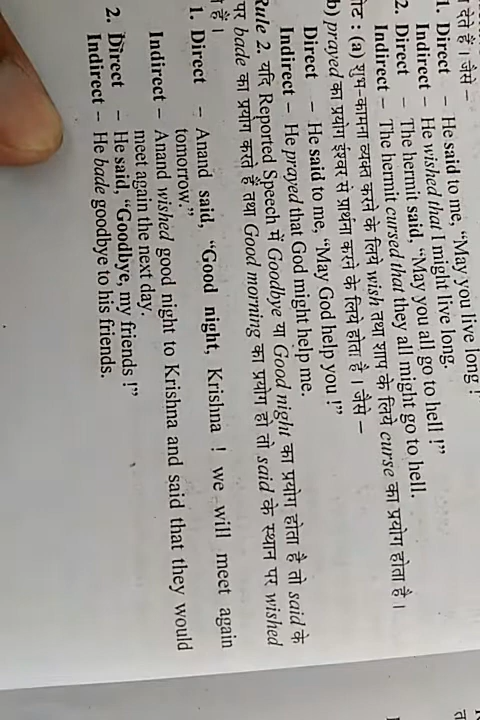 देते हैं। जैसे –
1. Direct – He said to me, “May you live long !
Indirect – He wished that I might live long.
2. Direct – The hermit said, “May you all go to hell !”
Indirect – The hermit cursed that they all might go to hell.
(a) शुभ-कामना व्यक्त करने के लिये wish तथा शाप के लिये curse का प्रयोग होता है।
b) prayed का प्रयोग ईश्वर से प्रार्थना करने के लिये होता है। जैसे –
Direct – He said to me, “May God help you !”
Indirect – He prayed that God might help me.
Rule 2. यदि Reported Speech में Goodbye या Good night का प्रयोग होता है तो said के
पर bade का प्रयोग करते हैं तथा Good morning का प्रयोग हो तो said के स्थान पर wished
है।
1. Direct – Anand said, “Good night, Krishna ! we will meet again
tomorrow.”
Indirect – Anand wished good night to Krishna and said that they would
meet again the next day.
2. Direct – He said, “Goodbye, my friends !”
Indirect – He bade goodbye to his friends.